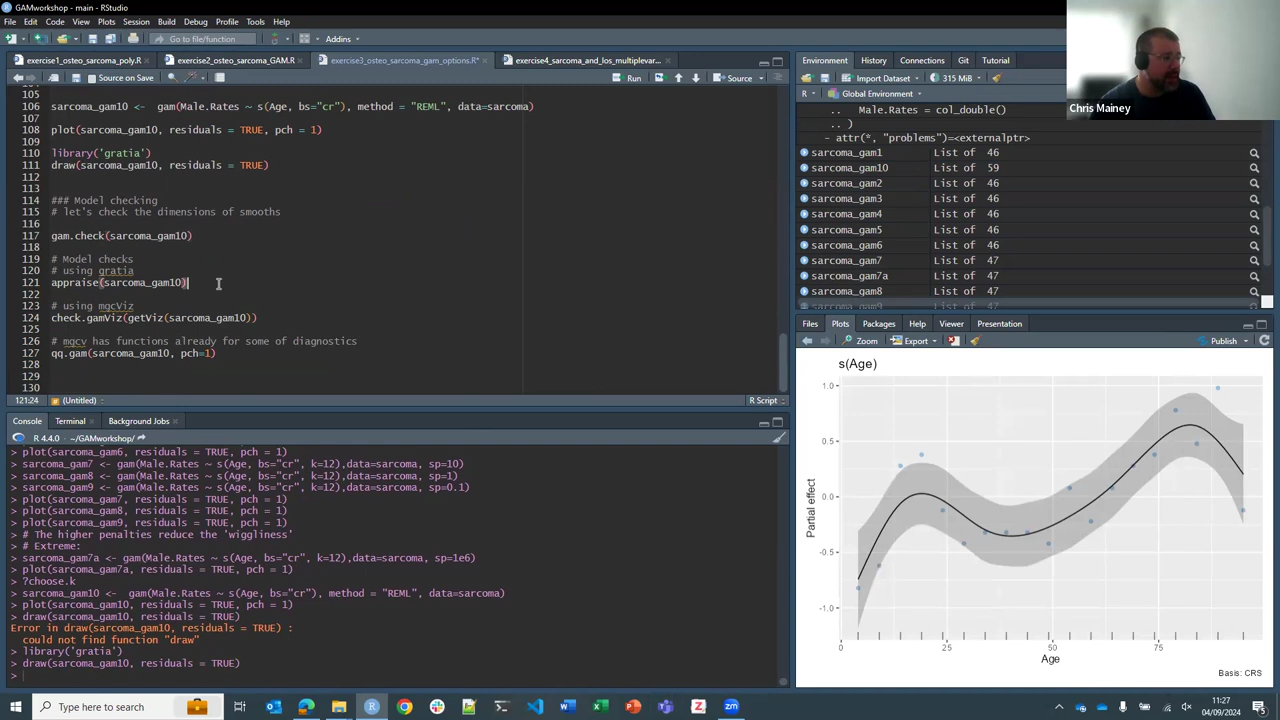 GAMworkshop - main - RStudio
File Edit Code View Plots Session Build Debug Profile Tools Help
Go to file/function
Addins
exercise1_osteo_sarcoma_poly.R
exercise2_osteo_sarcoma_GAM.R
exercise3_osteo_sarcoma_gam_options.R*
exercise4_sarcoma_and_los_multiplevar...
Source on Save
Run
Source
105
106 sarcoma_gam10 <- gam(Male.Rates ~ s(Age, bs="cr"), method = "REML", data=sarcoma)
107
108 plot(sarcoma_gam10, residuals = TRUE, pch = 1)
109
110 library('gratia')
111 draw(sarcoma_gam10, residuals = TRUE)
112
113
114 ### Model checking
115 # let's check the dimensions of smooths
116
117 gam.check(sarcoma_gam10)
118
119 # Model checks
120 # using gratia
121 appraise(sarcoma_gam10)
122
123 # using mgcViz
124 check.gamViz(getViz(sarcoma_gam10))
125
126 # mgcv has functions already for some of diagnostics
127 qq.gam(sarcoma_gam10, pch=1)
128
129
130
121:24 (Untitled)
R Script
Console Terminal Background Jobs
R 4.4.0 · ~/GAMworkshop/
> plot(sarcoma_gam6, residuals = TRUE, pch = 1)
> sarcoma_gam7 <- gam(Male.Rates ~ s(Age, bs="cr", k=12),data=sarcoma, sp=10)
> sarcoma_gam8 <- gam(Male.Rates ~ s(Age, bs="cr", k=12),data=sarcoma, sp=1)
> sarcoma_gam9 <- gam(Male.Rates ~ s(Age, bs="cr", k=12),data=sarcoma, sp=0.1)
> plot(sarcoma_gam7, residuals = TRUE, pch = 1)
> plot(sarcoma_gam8, residuals = TRUE, pch = 1)
> plot(sarcoma_gam9, residuals = TRUE, pch = 1)
> # The higher penalties reduce the 'wiggliness'
> # Extreme:
> sarcoma_gam7a <- gam(Male.Rates ~ s(Age, bs="cr", k=12),data=sarcoma, sp=1e6)
> plot(sarcoma_gam7a, residuals = TRUE, pch = 1)
> ?choose.k
> sarcoma_gam10 <- gam(Male.Rates ~ s(Age, bs="cr"), method = "REML", data=sarcoma)
> plot(sarcoma_gam10, residuals = TRUE, pch = 1)
> draw(sarcoma_gam10, residuals = TRUE)
Error in draw(sarcoma_gam10, residuals = TRUE) :
could not find function "draw"
> library('gratia')
> draw(sarcoma_gam10, residuals = TRUE)
>
Environment History Connections Git Tutorial
Import Dataset 315 MiB
R Global Environment
.. Male.Rates = col_double()
.. )
- attr(*, "problems")=<externalptr>
sarcoma_gam1 List of 46
sarcoma_gam10 List of 59
sarcoma_gam2 List of 46
sarcoma_gam3 List of 46
sarcoma_gam4 List of 46
sarcoma_gam5 List of 46
sarcoma_gam6 List of 46
sarcoma_gam7 List of 47
sarcoma_gam7a List of 47
sarcoma_gam8 List of 47
sarcoma_gam9 List of 47
Files Plots Packages Help Viewer Presentation
Zoom Export Publish
s(Age)
1.0
0.5
0.0
-0.5
-1.0
Partial effect
0 25 50 75
Age
Basis: CRS
Chris Mainey
Type here to search
11:27
04/09/2024